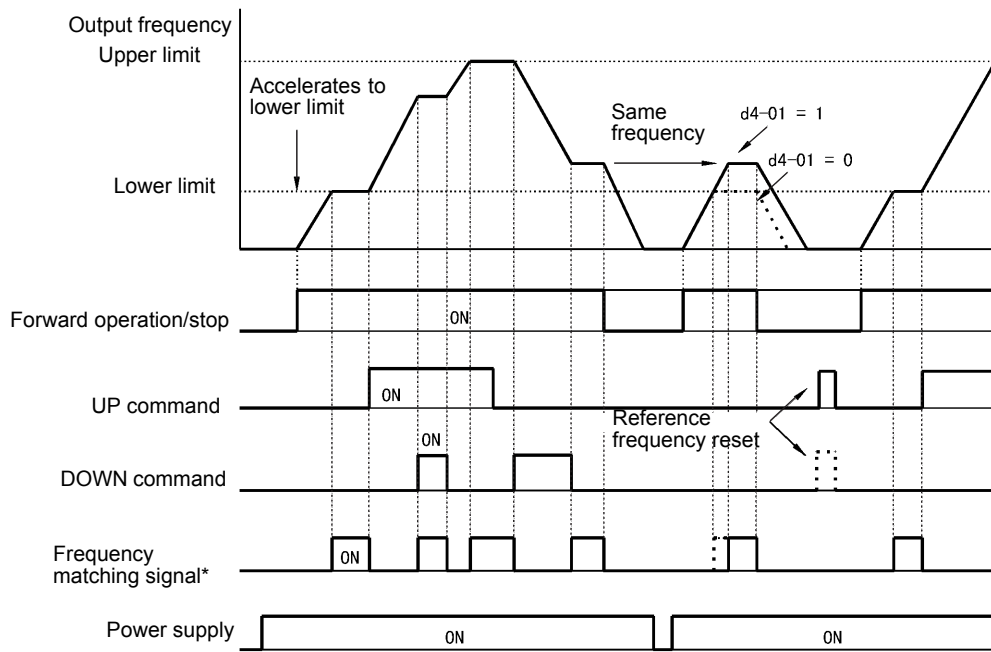 Output frequency
Upper limit
Accelerates to
lower limit
Same
frequency
d4-01 = 1
d4-01 = 0
Lower limit
Forward operation/stop
ON
UP command
ON
Reference
frequency reset
ON
DOWN command
Frequency
matching signal*
ON
Power supply
ON
ON